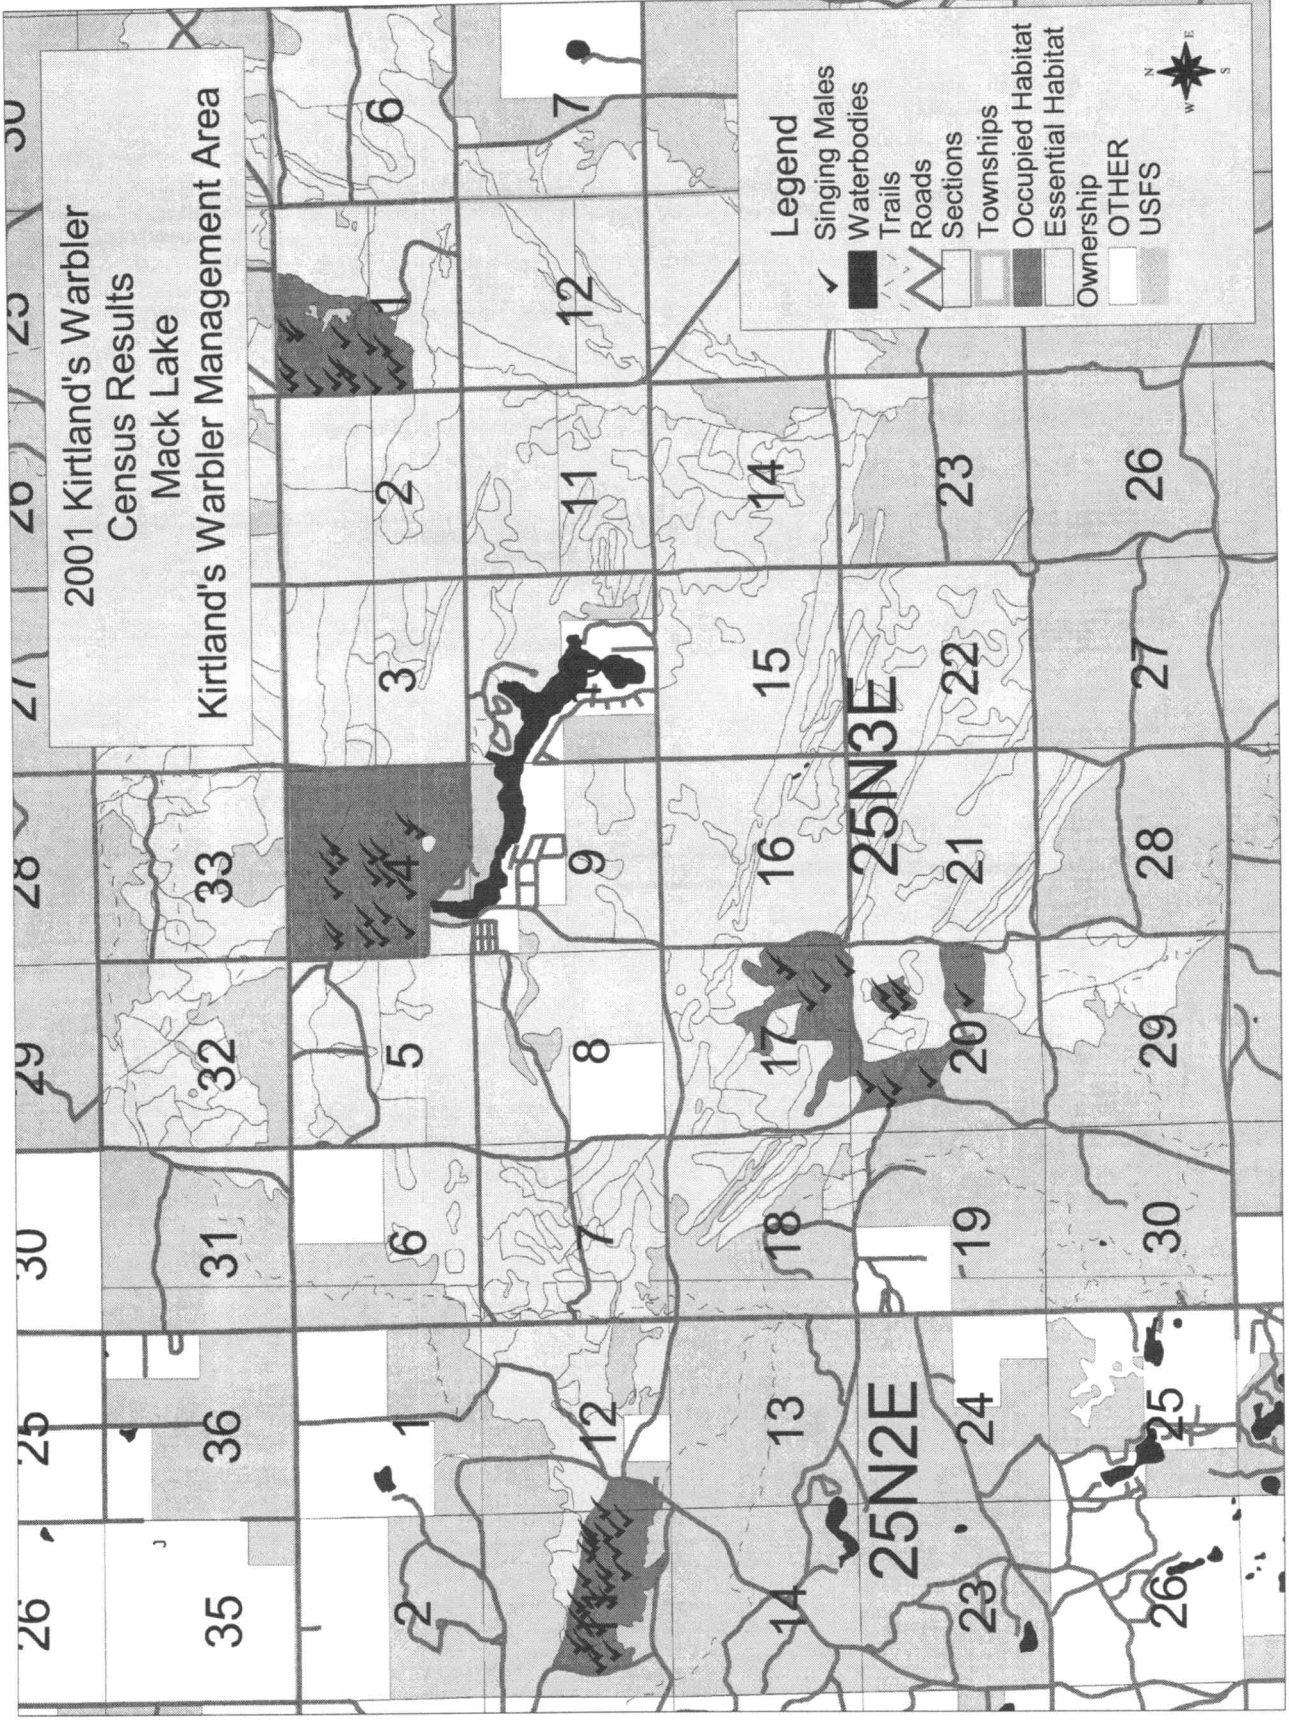 2001 Kirtland's Warbler
Census Results
Mack Lake
Kirtland's Warbler Management Area
26 25 30 29 28 27 26 25 30
35 36 31 32 33
2 1 6 5 4 3 2 1 6
12 7 8 9 11 12 7
14 13 18 17 16 15 14
25N2E 25N3E
23 24 19 20 21 22 23
26 25 30 29 28 27 26
Legend
Singing Males
Waterbodies
Trails
Roads
Sections
Townships
Occupied Habitat
Essential Habitat
Ownership
OTHER
USFS
N
W E
S